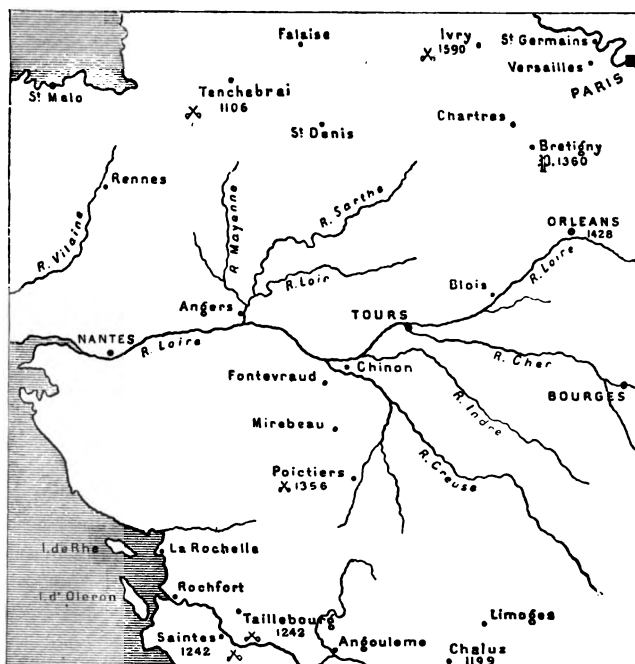 Falaise
Ivry
1590
St Germains
Versailles
PARIS
St Malo
Tenchebrai
1106
St Denis
Chartres
Bretigny
p. 1360
Rennes
R. Vilaine
R. Mayenne
R. Sarthe
R. Loir
ORLEANS
1428
R. Loire
Blois
Angers
TOURS
NANTES
R. Loire
Chinon
R. Cher
Fontevraud
BOURGES
R. Indre
Mirebeau
Poictiers
1356
R. Creuse
I. de Rhe
La Rochella
I. d'Oleron
Rochfort
Taillebourg
1242
Limoges
Saintes
1242
Angouleme
Chaluz
1199